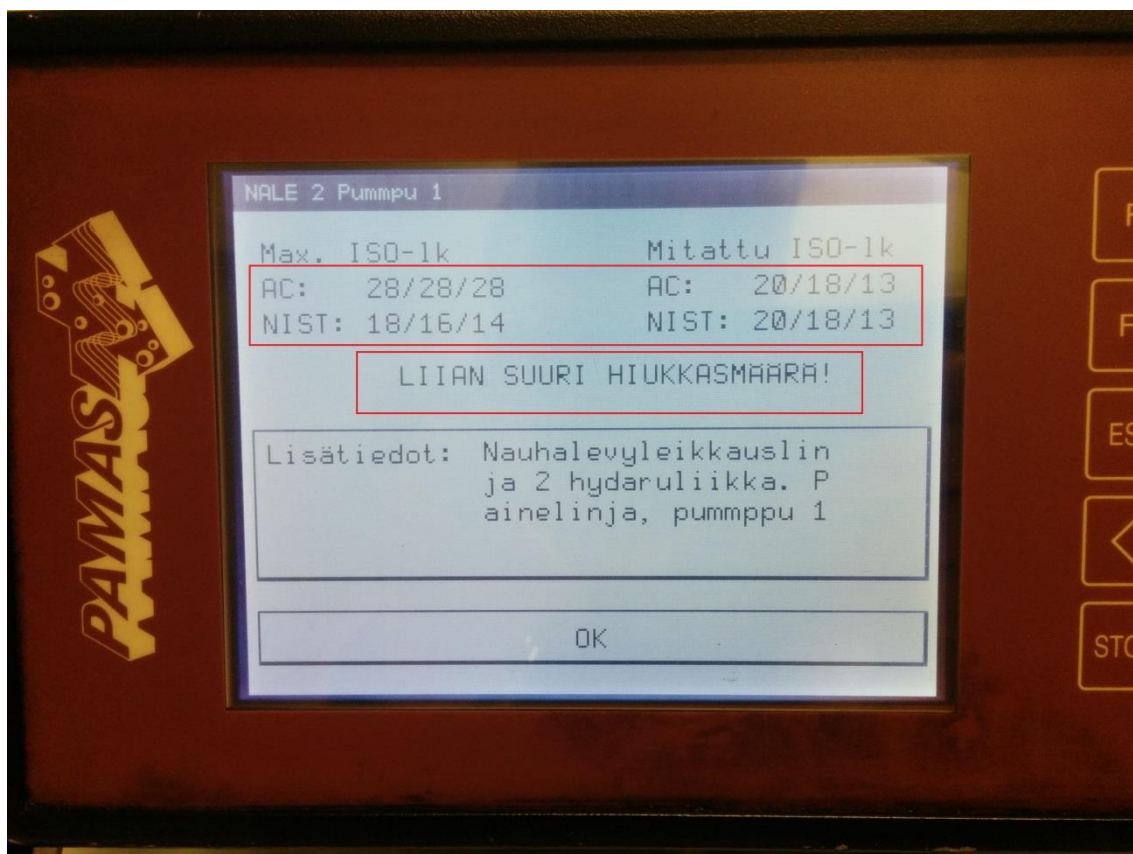 NALE 2 Pummpu 1
Max. ISO-lk Mitattu ISO-lk
AC: 28/28/28 AC: 20/18/13
NIST: 18/16/14 NIST: 20/18/13
LIIAN SUURI HIUKKASMÄÄRÄ!
Lisätiedot: Nauhalevyleikkauslin
ja 2 hydaruliikka. P
ainelinja, pummppu 1
OK
PAMAS